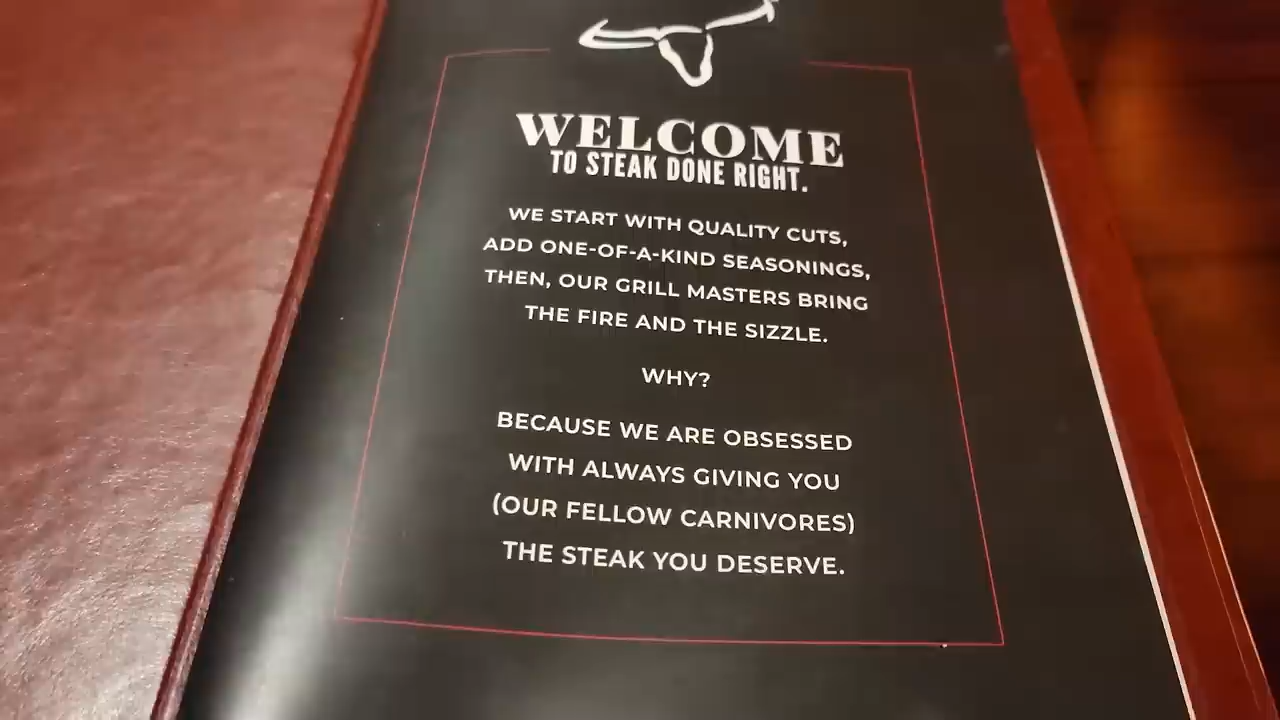 WELCOME
TO STEAK DONE RIGHT.
WE START WITH QUALITY CUTS,
ADD ONE-OF-A-KIND SEASONINGS,
THEN, OUR GRILL MASTERS BRING
THE FIRE AND THE SIZZLE.
WHY?
BECAUSE WE ARE OBSESSED
WITH ALWAYS GIVING YOU
(OUR FELLOW CARNIVORES)
THE STEAK YOU DESERVE.